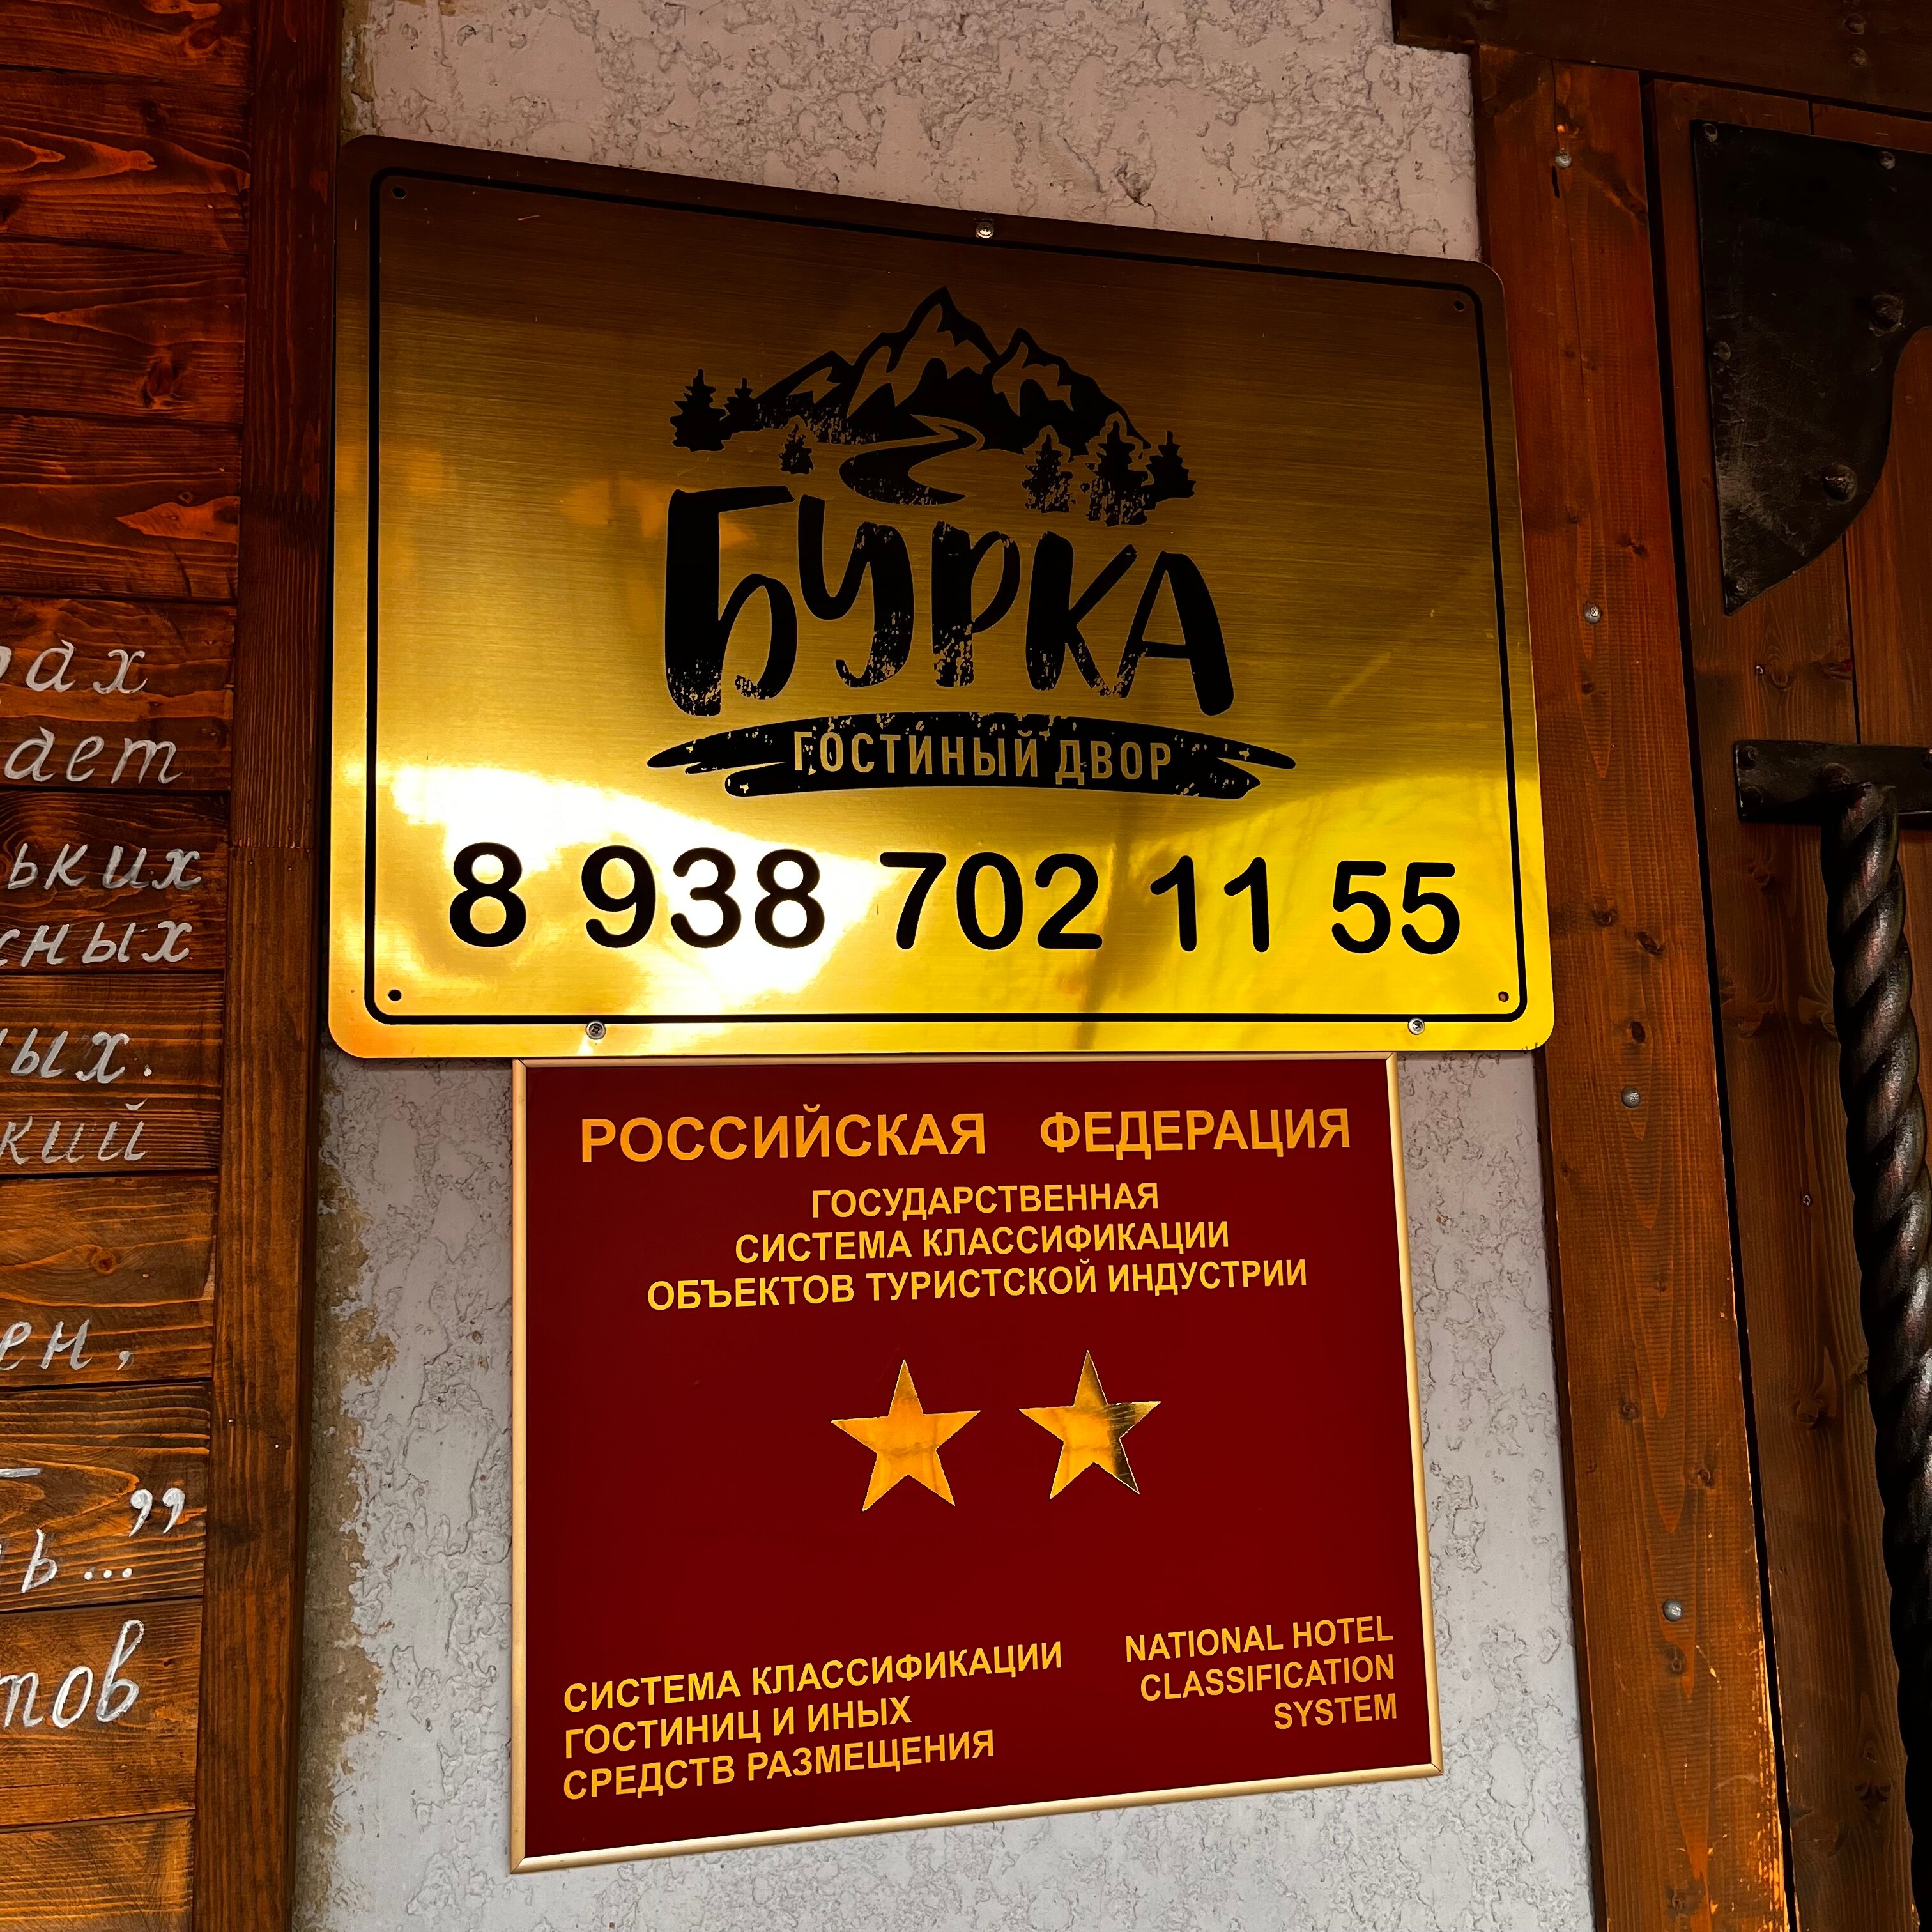 БУРКА
ГОСТИНЫЙ ДВОР
8 938 702 11 55
РОССИЙСКАЯ ФЕДЕРАЦИЯ
ГОСУДАРСТВЕННАЯ
СИСТЕМА КЛАССИФИКАЦИИ
ОБЪЕКТОВ ТУРИСТСКОЙ ИНДУСТРИИ
СИСТЕМА КЛАССИФИКАЦИИ
ГОСТИНИЦ И ИНЫХ
СРЕДСТВ РАЗМЕЩЕНИЯ
NATIONAL HOTEL
CLASSIFICATION
SYSTEM